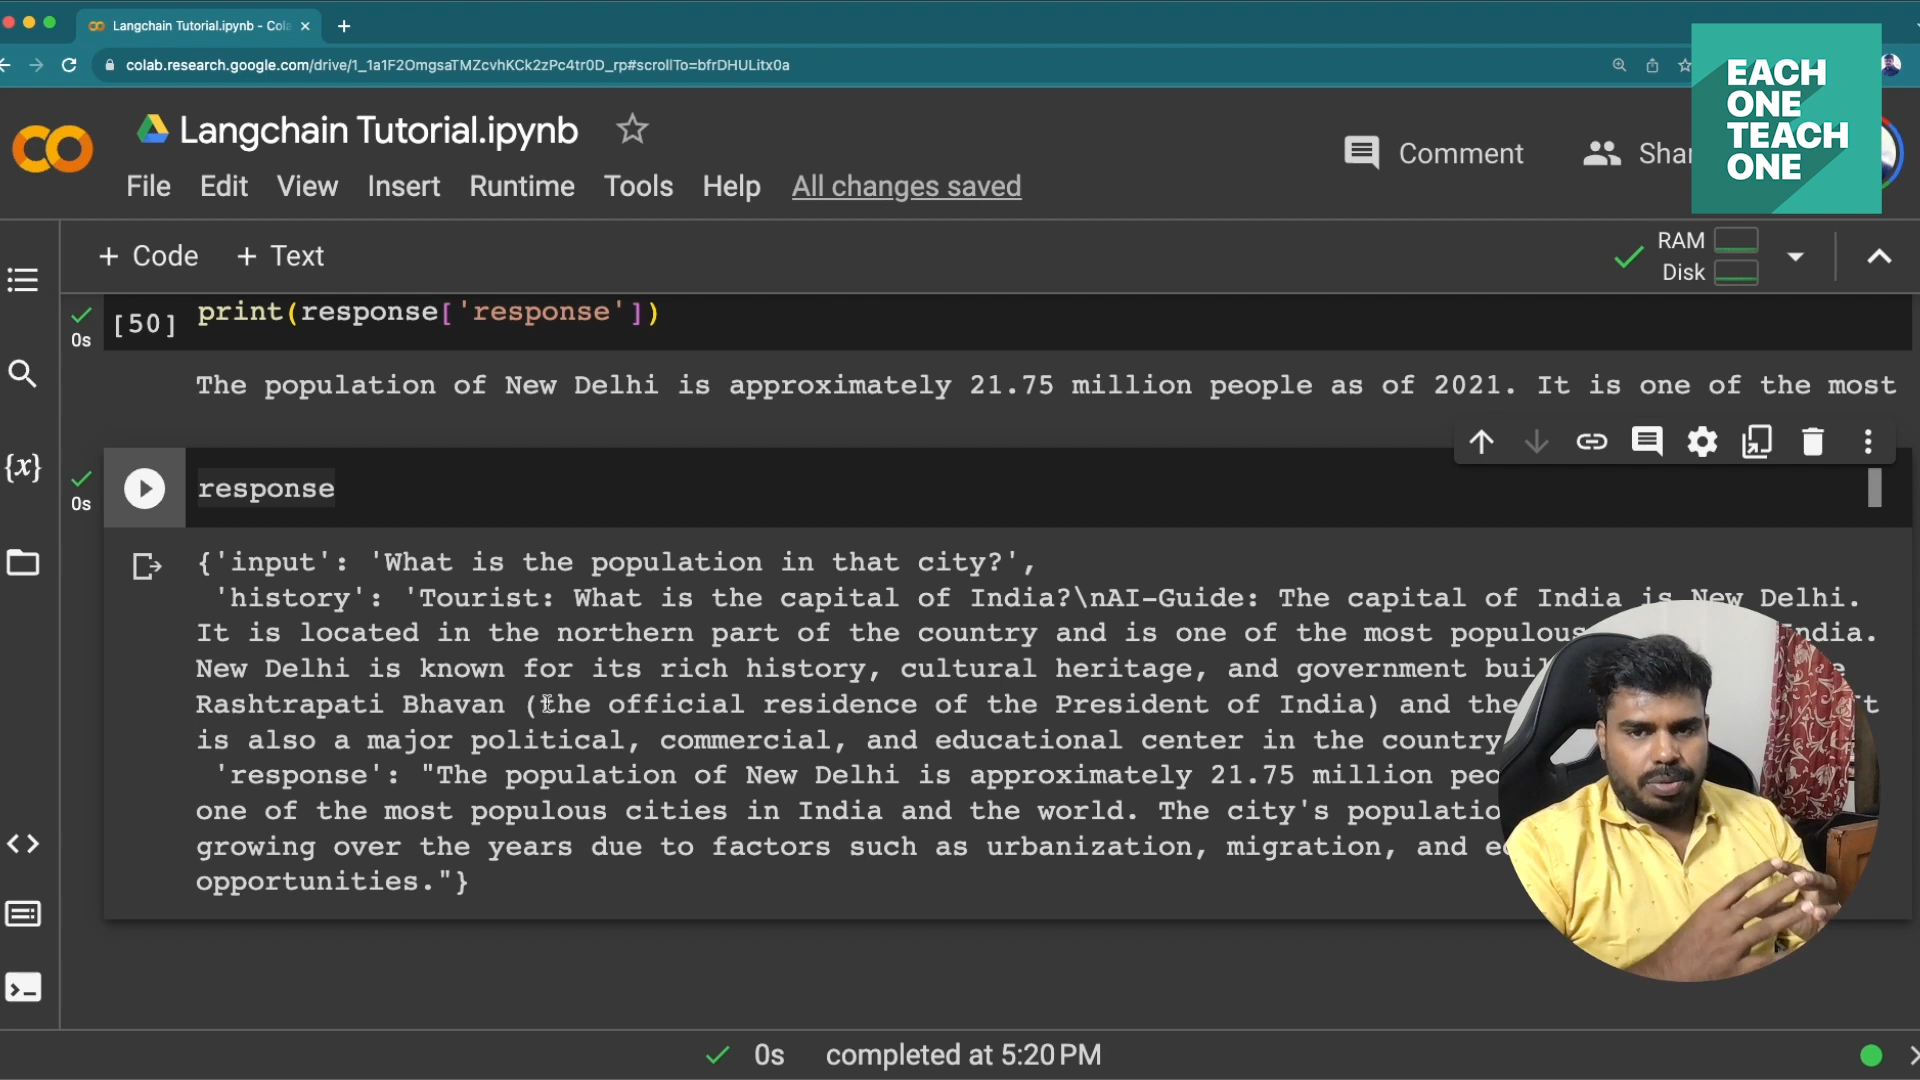 Langchain Tutorial.ipynb - Cola
colab.research.google.com/drive/1_1a1F2OmgsaTMZcvhKCk2zPc4tr0D_rp#scrollTo=bfrDHULitx0a
EACH
ONE
TEACH
ONE
Langchain Tutorial.ipynb
Comment
Shar
File Edit View Insert Runtime Tools Help All changes saved
+ Code + Text
RAM
Disk
[50] print(response['response'])
0s
The population of New Delhi is approximately 21.75 million people as of 2021. It is one of the most
response
0s
{'input': 'What is the population in that city?',
'history': 'Tourist: What is the capital of India?\nAI-Guide: The capital of India is New Delhi.
It is located in the northern part of the country and is one of the most populous ndia.
New Delhi is known for its rich history, cultural heritage, and government buil e
Rashtrapati Bhavan (the official residence of the President of India) and the t
is also a major political, commercial, and educational center in the country
'response': "The population of New Delhi is approximately 21.75 million peo
one of the most populous cities in India and the world. The city's populatio
growing over the years due to factors such as urbanization, migration, and
opportunities."}
{x}
0s completed at 5:20 PM